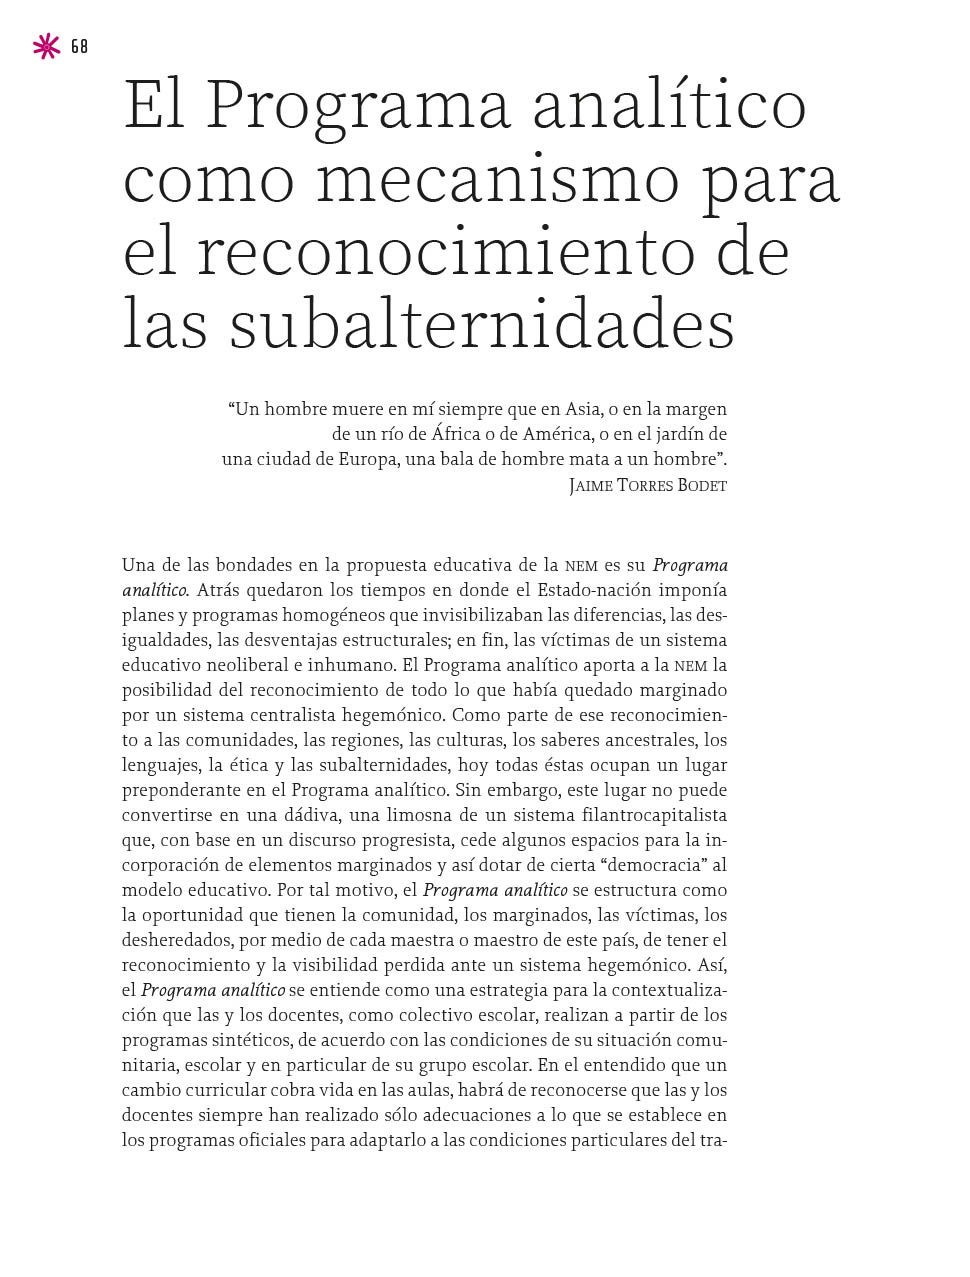 68
El Programa analítico
como mecanismo para
el reconocimiento de
las subalternidades
“Un hombre muere en mí siempre que en Asia, o en la margen
de un río de África o de América, o en el jardín de
una ciudad de Europa, una bala de hombre mata a un hombre”.
JAIME TORRES BODET
Una de las bondades en la propuesta educativa de la NEM es su Programa
analítico. Atrás quedaron los tiempos en donde el Estado-nación imponía
planes y programas homogéneos que invisibilizaban las diferencias, las des-
igualdades, las desventajas estructurales; en fin, las víctimas de un sistema
educativo neoliberal e inhumano. El Programa analítico aporta a la NEM la
posibilidad del reconocimiento de todo lo que había quedado marginado
por un sistema centralista hegemónico. Como parte de ese reconocimien-
to a las comunidades, las regiones, las culturas, los saberes ancestrales, los
lenguajes, la ética y las subalternidades, hoy todas éstas ocupan un lugar
preponderante en el Programa analítico. Sin embargo, este lugar no puede
convertirse en una dádiva, una limosna de un sistema filantrocapitalista
que, con base en un discurso progresista, cede algunos espacios para la in-
corporación de elementos marginados y así dotar de cierta “democracia” al
modelo educativo. Por tal motivo, el Programa analítico se estructura como
la oportunidad que tienen la comunidad, los marginados, las víctimas, los
desheredados, por medio de cada maestra o maestro de este país, de tener el
reconocimiento y la visibilidad perdida ante un sistema hegemónico. Así,
el Programa analítico se entiende como una estrategia para la contextualiza-
ción que las y los docentes, como colectivo escolar, realizan a partir de los
programas sintéticos, de acuerdo con las condiciones de su situación comu-
nitaria, escolar y en particular de su grupo escolar. En el entendido que un
cambio curricular cobra vida en las aulas, habrá de reconocerse que las y los
docentes siempre han realizado sólo adecuaciones a lo que se establece en
los programas oficiales para adaptarlo a las condiciones particulares del tra-